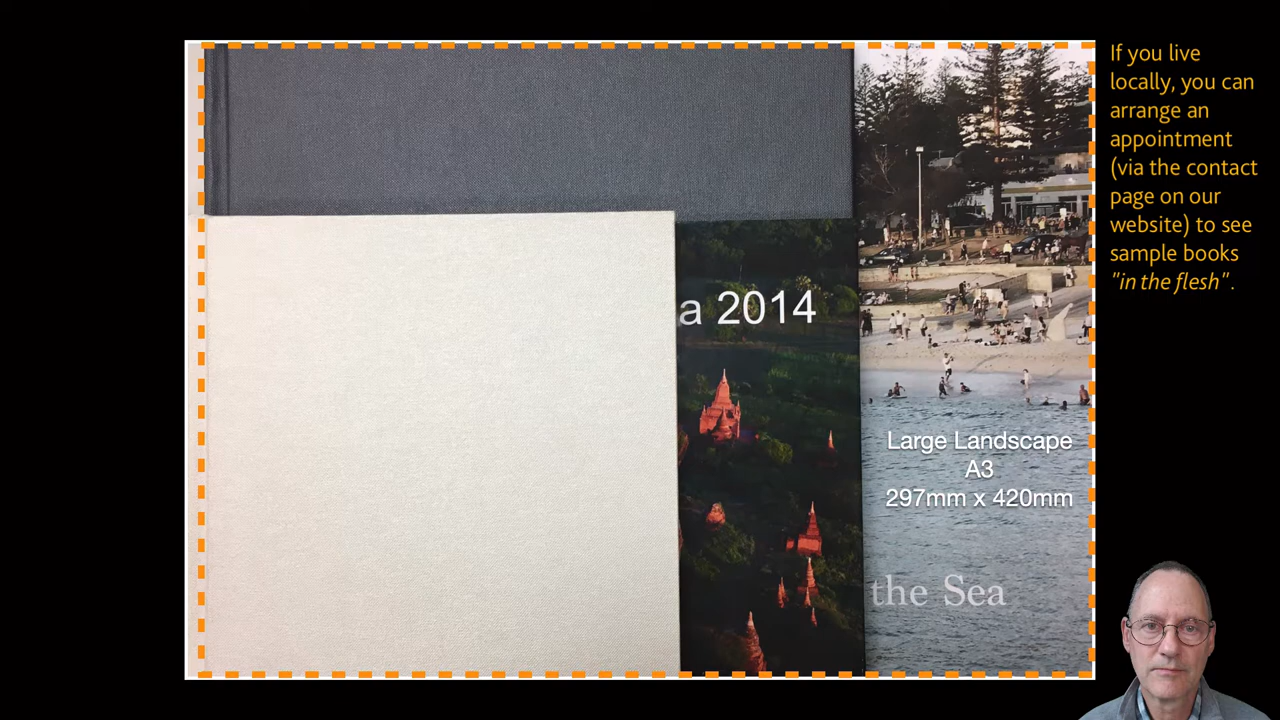 If you live
locally, you can
arrange an
appointment
(via the contact
page on our
website) to see
sample books
"in the flesh".
a 2014
Large Landscape
A3
297mm x 420mm
the Sea